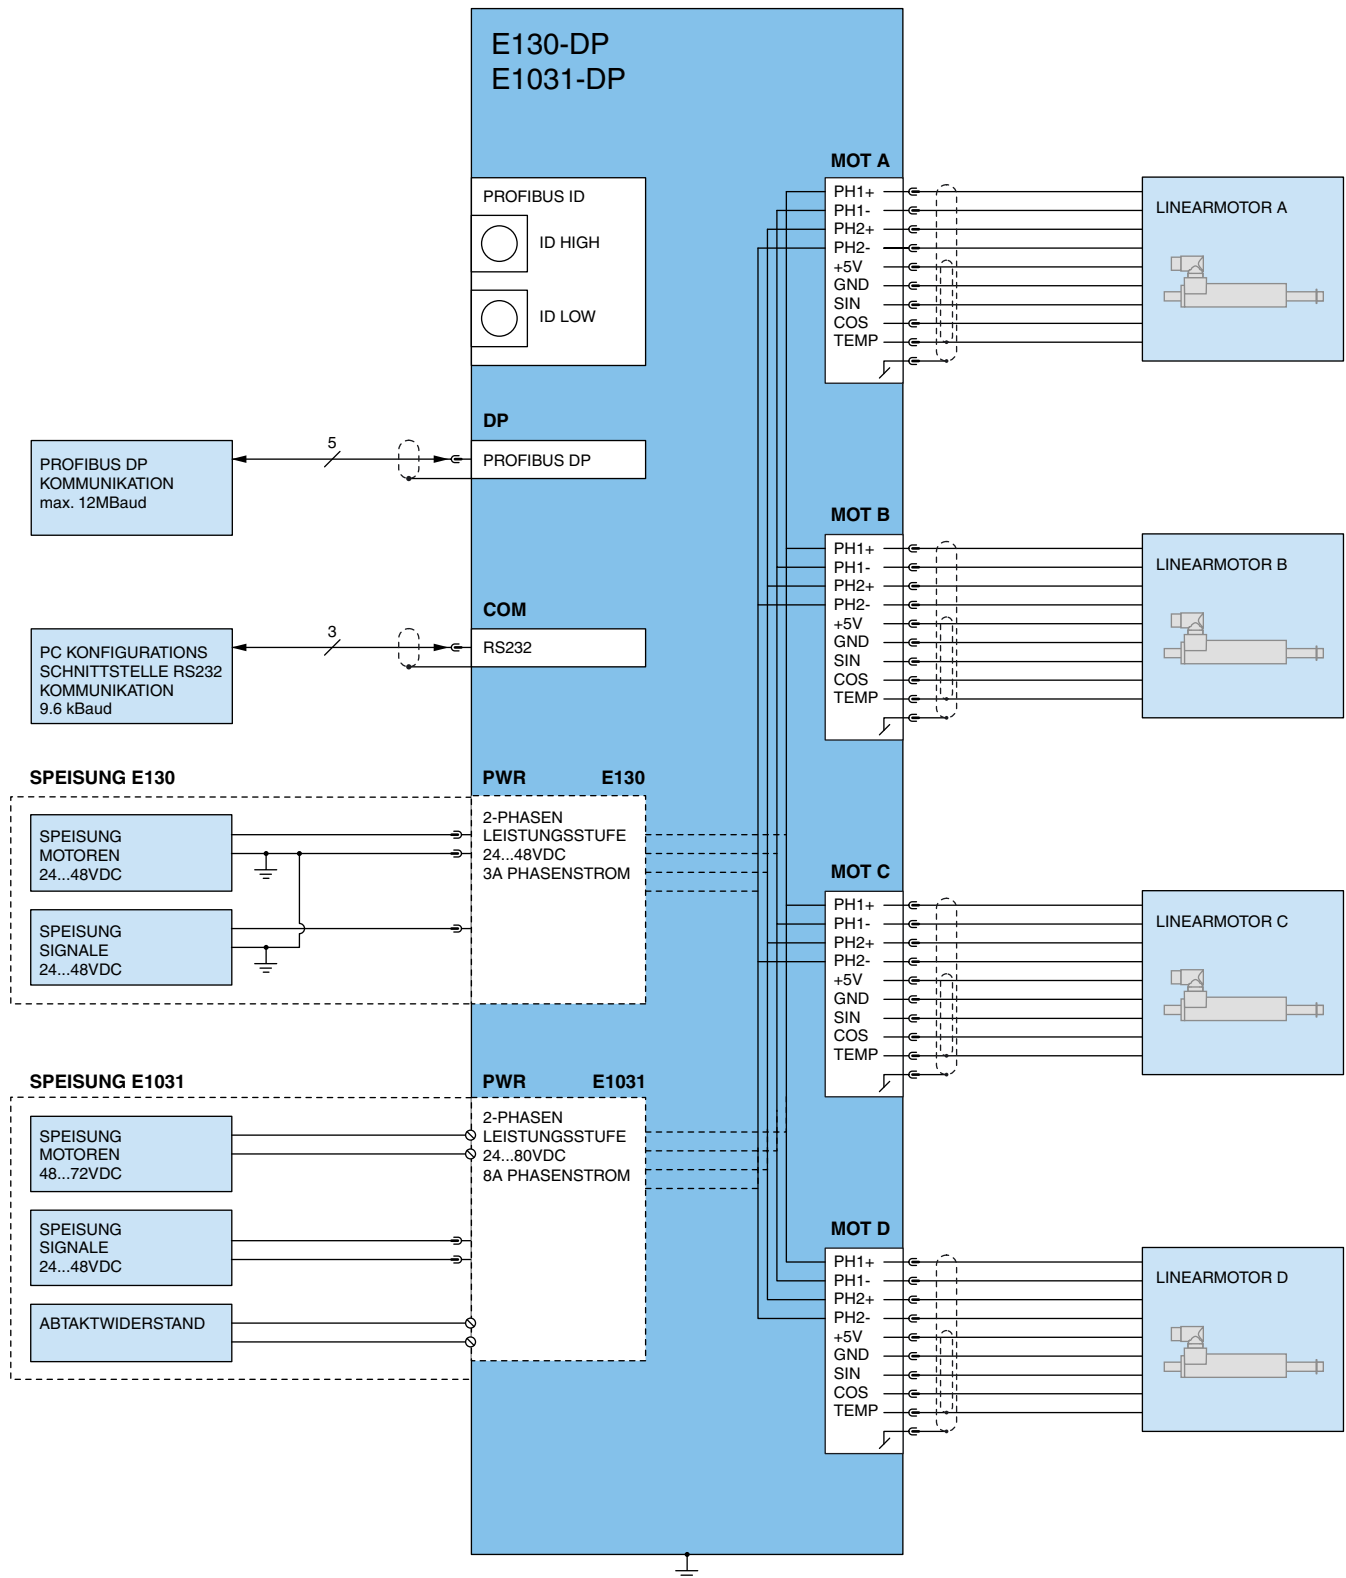 E130-DP
E1031-DP
PROFIBUS ID
ID HIGH
ID LOW
DP
PROFIBUS DP
5
PROFIBUS DP
KOMMUNIKATION
max. 12MBaud
COM
RS232
3
PC KONFIGURATIONS
SCHNITTSTELLE RS232
KOMMUNIKATION
9.6 kBaud
SPEISUNG E130
SPEISUNG
MOTOREN
24...48VDC
SPEISUNG
SIGNALE
24...48VDC
PWR E130
2-PHASEN
LEISTUNGSSTUFE
24...48VDC
3A PHASENSTROM
SPEISUNG E1031
SPEISUNG
MOTOREN
48...72VDC
SPEISUNG
SIGNALE
24...48VDC
ABTAKTWIDERSTAND
PWR E1031
2-PHASEN
LEISTUNGSSTUFE
24...80VDC
8A PHASENSTROM
MOT A
PH1+
PH1-
PH2+
PH2-
+5V
GND
SIN
COS
TEMP
LINEARMOTOR A
MOT B
PH1+
PH1-
PH2+
PH2-
+5V
GND
SIN
COS
TEMP
LINEARMOTOR B
MOT C
PH1+
PH1-
PH2+
PH2-
+5V
GND
SIN
COS
TEMP
LINEARMOTOR C
MOT D
PH1+
PH1-
PH2+
PH2-
+5V
GND
SIN
COS
TEMP
LINEARMOTOR D